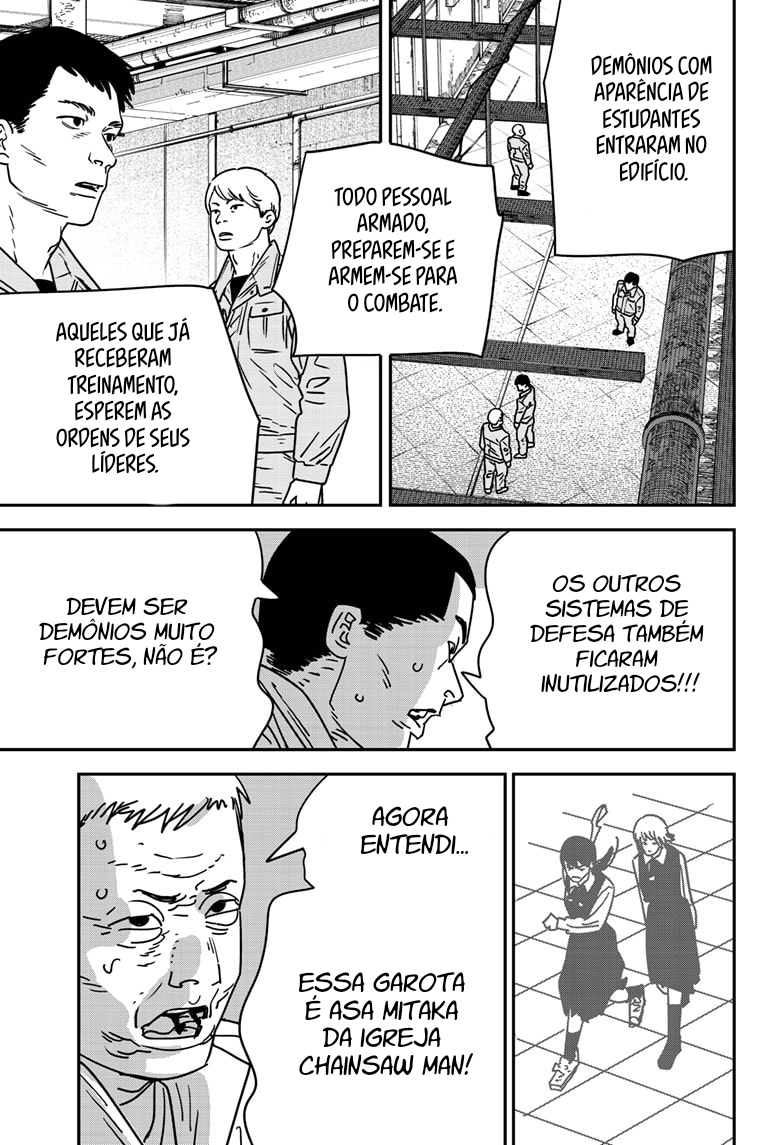 DEMÔNIOS COM
APARÊNCIA DE
ESTUDANTES
ENTRARAM NO
EDIFÍCIO.
TODO PESSOAL
ARMADO,
PREPAREM-SE E
ARMEM-SE PARA
O COMBATE.
AQUELES QUE JÁ
RECEBERAM
TREINAMENTO,
ESPEREM AS
ORDENS DE SEUS
LÍDERES.
OS OUTROS
SISTEMAS DE
DEFESA TAMBÉM
FICARAM
INUTILIZADOS!!!
DEVEM SER
DEMÔNIOS MUITO
FORTES, NÃO É?
AGORA
ENTENDI...
ESSA GAROTA
É ASA MITAKA
DA IGREJA
CHAINSAW MAN!